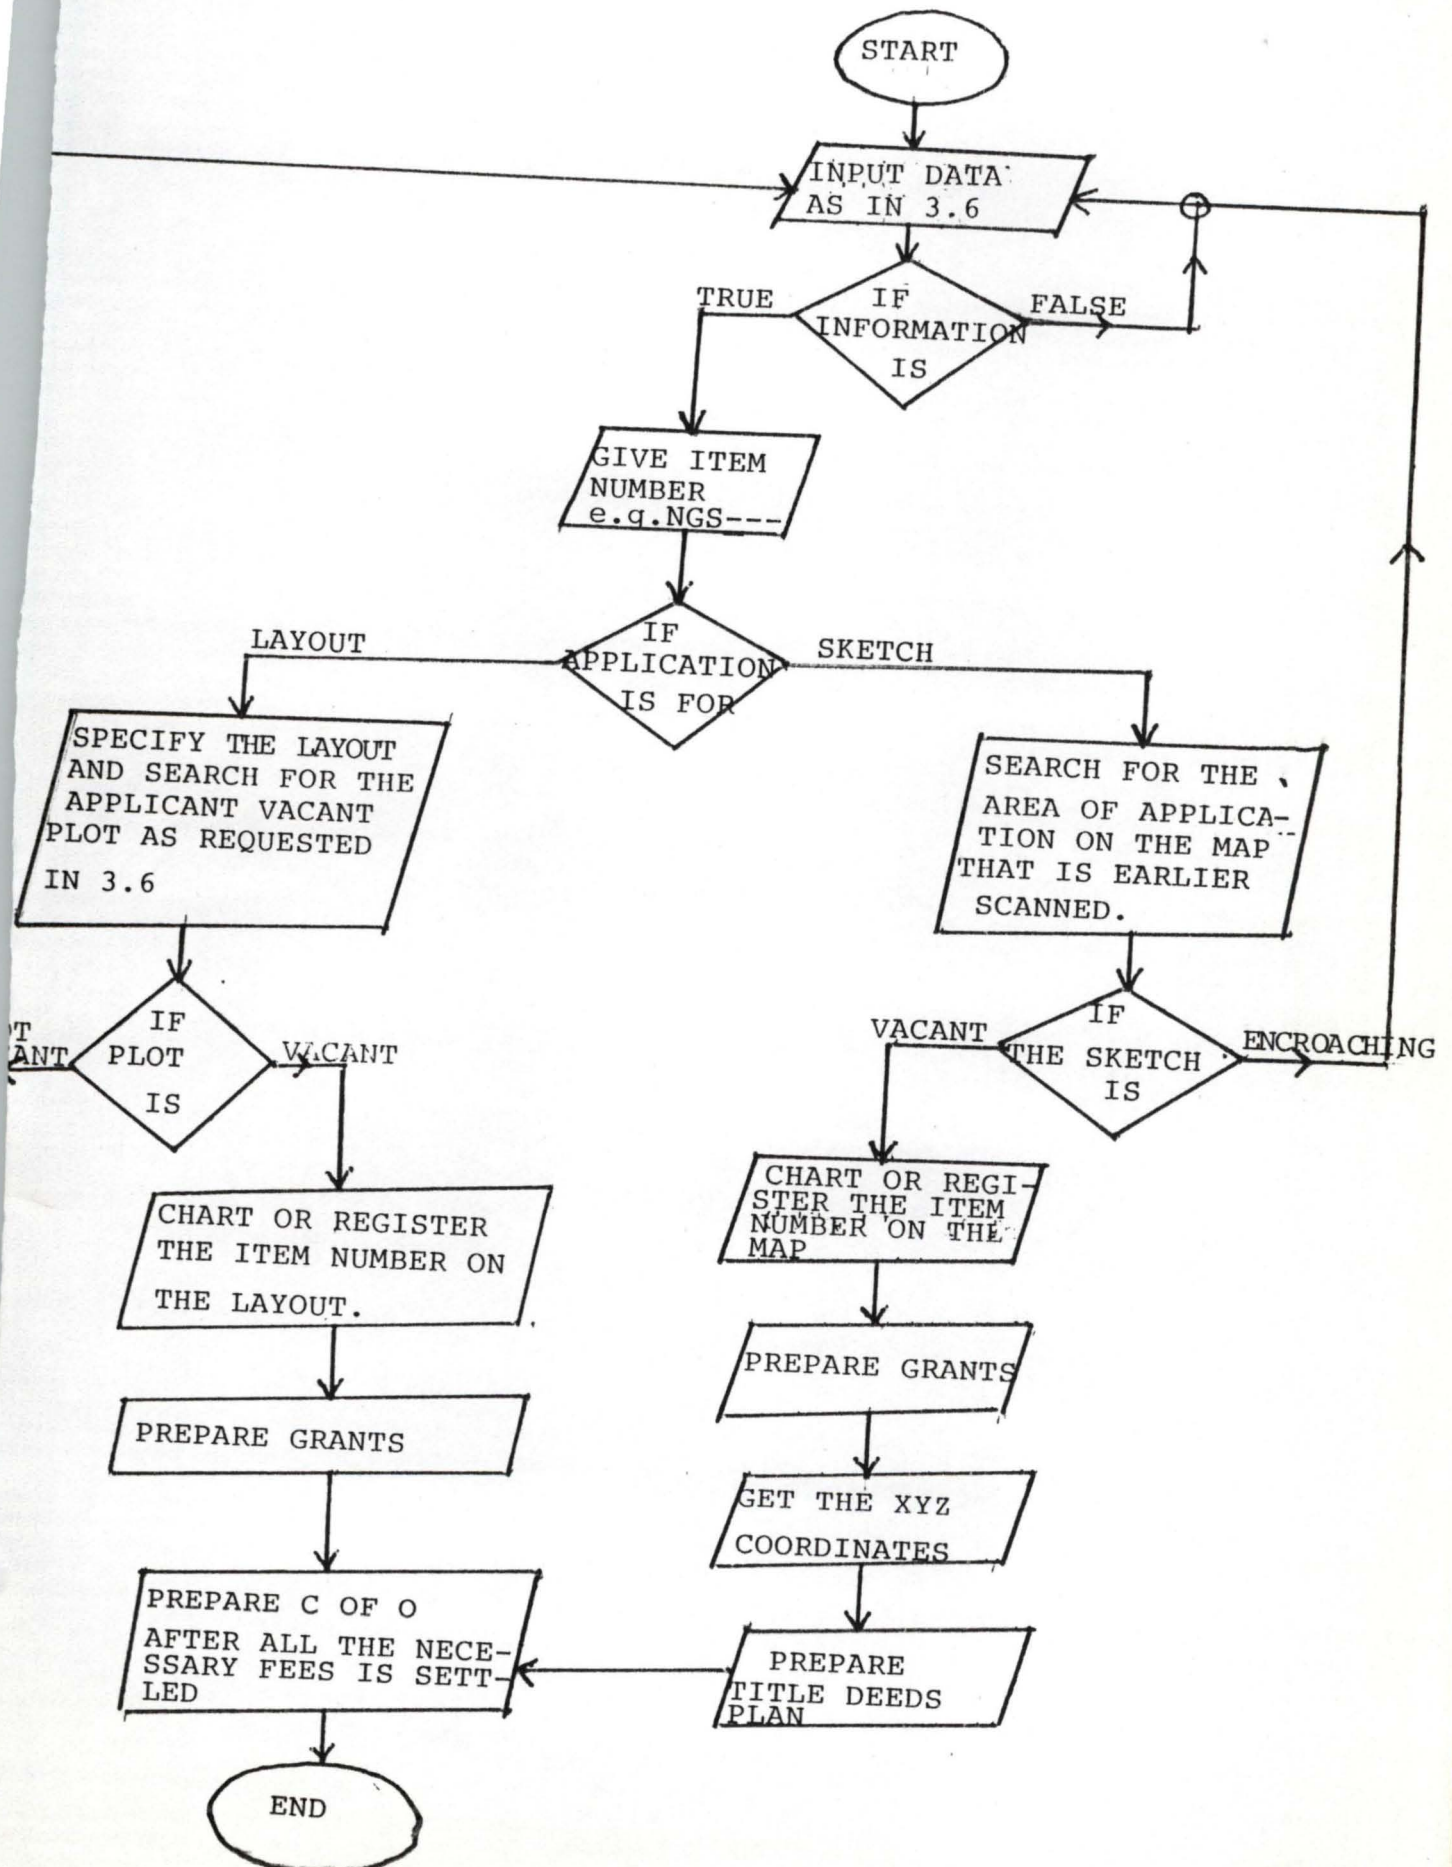 START
INPUT DATA
AS IN 3.6
TRUE
IF
INFORMATION
IS
FALSE
GIVE ITEM
NUMBER
e.g.NGS---
LAYOUT
IF
APPLICATION
IS FOR
SKETCH
SPECIFY THE LAYOUT
AND SEARCH FOR THE
APPLICANT VACANT
PLOT AS REQUESTED
IN 3.6
SEARCH FOR THE
AREA OF APPLICA-
TION ON THE MAP
THAT IS EARLIER
SCANNED.
IF
PLOT
IS
VACANT
VACANT
IF
THE SKETCH
IS
ENCROACHING
CHART OR REGISTER
THE ITEM NUMBER ON
THE LAYOUT.
CHART OR REGI-
STER THE ITEM
NUMBER ON THE
MAP
PREPARE GRANTS
PREPARE GRANTS
GET THE XYZ
COORDINATES
PREPARE C OF O
AFTER ALL THE NECE-
SSARY FEES IS SETT-
LED
PREPARE
TITLE DEEDS
PLAN
END